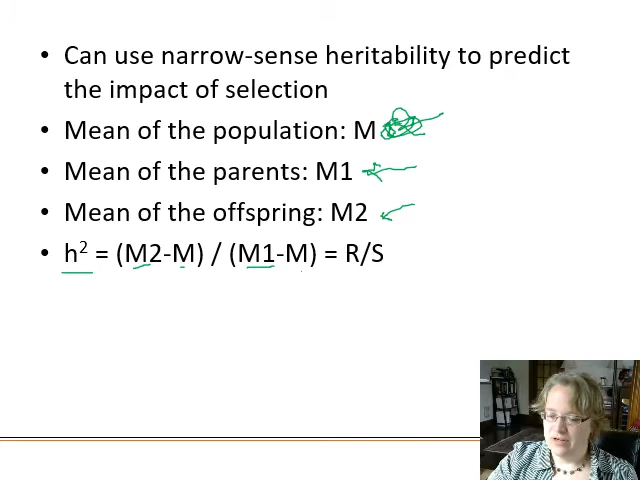 • Can use narrow-sense heritability to predict
the impact of selection
• Mean of the population: M
• Mean of the parents: M1
• Mean of the offspring: M2
• h² = (M2-M) / (M1-M) = R/S